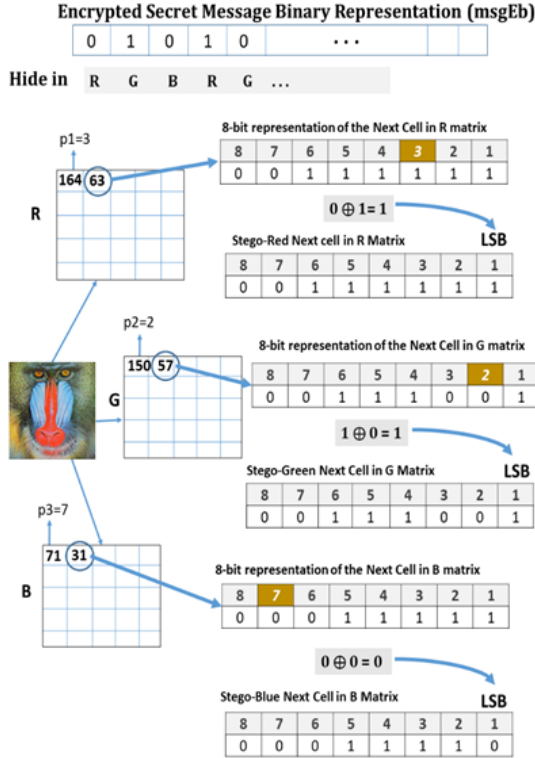 Encrypted Secret Message Binary Representation (msgEb)
0 1 0 1 0 ...
Hide in R G B R G ...
p1=3
164 63
R
8-bit representation of the Next Cell in R matrix
8 7 6 5 4 3 2 1
0 0 1 1 1 1 1 1
0 ⊕ 1= 1
Stego-Red Next cell in R Matrix
LSB
8 7 6 5 4 3 2 1
0 0 1 1 1 1 1 1
p2=2
150 57
G
8-bit representation of the Next Cell in G matrix
8 7 6 5 4 3 2 1
0 0 1 1 1 0 0 1
1 ⊕ 0 = 1
Stego-Green Next Cell in G Matrix
LSB
8 7 6 5 4 3 2 1
0 0 1 1 1 0 0 1
p3=7
71 31
B
8-bit representation of the Next Cell in B matrix
8 7 6 5 4 3 2 1
0 0 0 1 1 1 1 1
0 ⊕ 0 = 0
Stego-Blue Next Cell in B Matrix
LSB
8 7 6 5 4 3 2 1
0 0 0 1 1 1 1 0